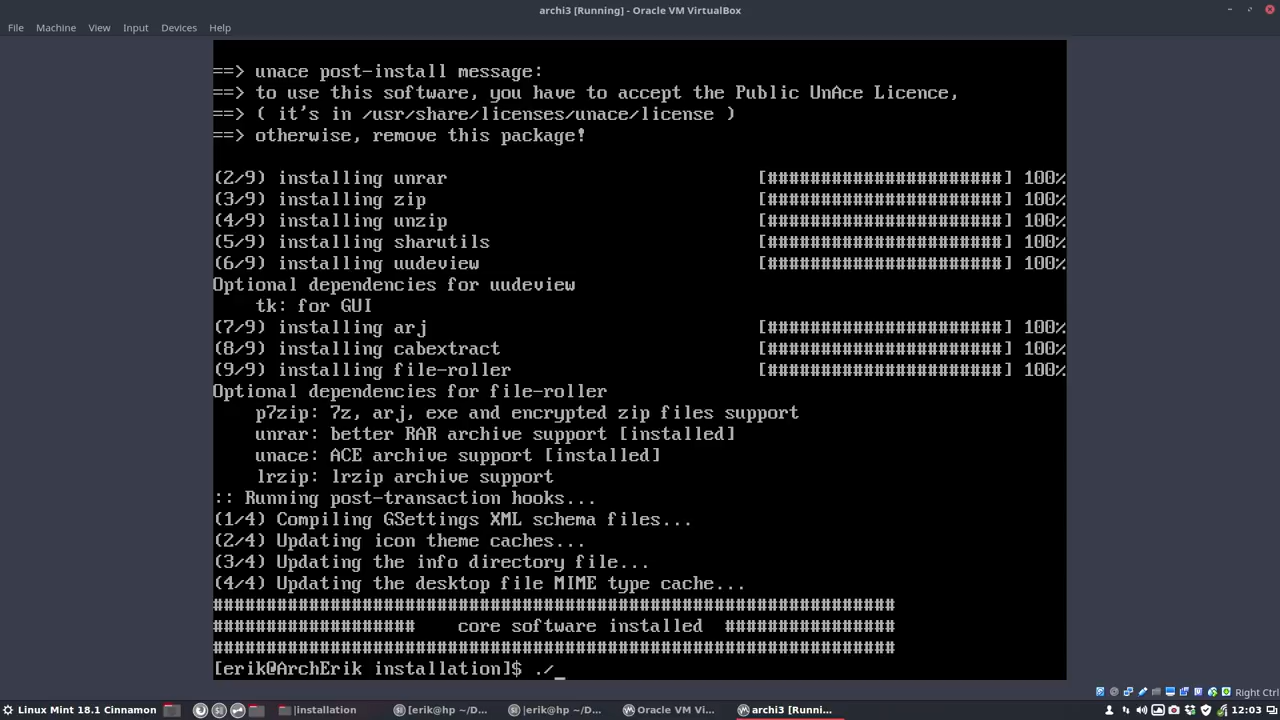 archi3 [Running] - Oracle VM VirtualBox
File Machine View Input Devices Help
==> unace post-install message:
==> to use this software, you have to accept the Public UnAce Licence,
==> ( it's in /usr/share/licenses/unace/license )
==> otherwise, remove this package!
(2/9) installing unrar [######################] 100%
(3/9) installing zip [######################] 100%
(4/9) installing unzip [######################] 100%
(5/9) installing sharutils [######################] 100%
(6/9) installing uudeview [######################] 100%
Optional dependencies for uudeview
tk: for GUI
(7/9) installing arj [######################] 100%
(8/9) installing cabextract [######################] 100%
(9/9) installing file-roller [######################] 100%
Optional dependencies for file-roller
p7zip: 7z, arj, exe and encrypted zip files support
unrar: better RAR archive support [installed]
unace: ACE archive support [installed]
lrzip: lrzip archive support
:: Running post-transaction hooks...
(1/4) Compiling GSettings XML schema files...
(2/4) Updating icon theme caches...
(3/4) Updating the info directory file...
(4/4) Updating the desktop file MIME type cache...
################################################################
################### core software installed ################
################################################################
[erik@ArchErik installation]$ ./_
Right Ctrl
Linux Mint 18.1 Cinnamon |installation [erik@hp ~/D... |erik@hp ~/D... Oracle VM Vi... archi3 [Runni... 12:03